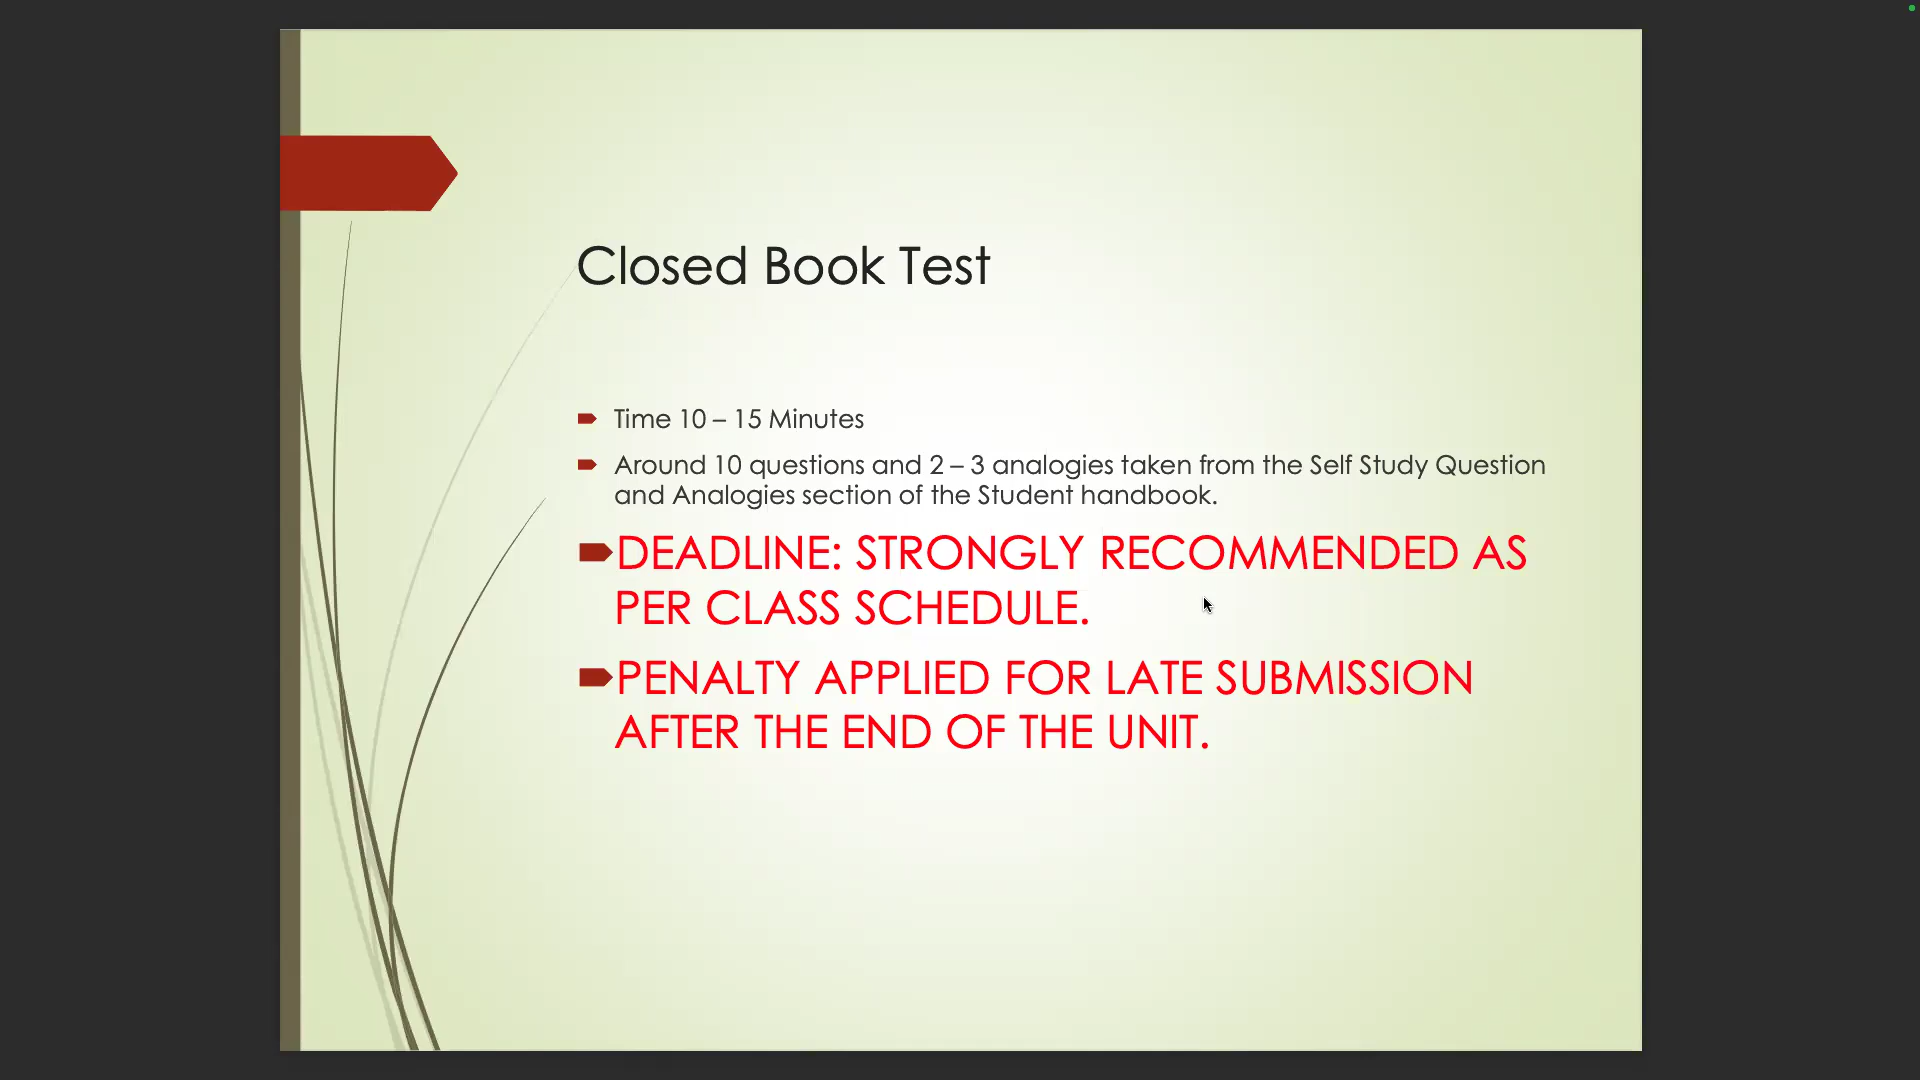 Closed Book Test
Time 10 – 15 Minutes
Around 10 questions and 2 – 3 analogies taken from the Self Study Question
and Analogies section of the Student handbook.
DEADLINE: STRONGLY RECOMMENDED AS
PER CLASS SCHEDULE.
PENALTY APPLIED FOR LATE SUBMISSION
AFTER THE END OF THE UNIT.